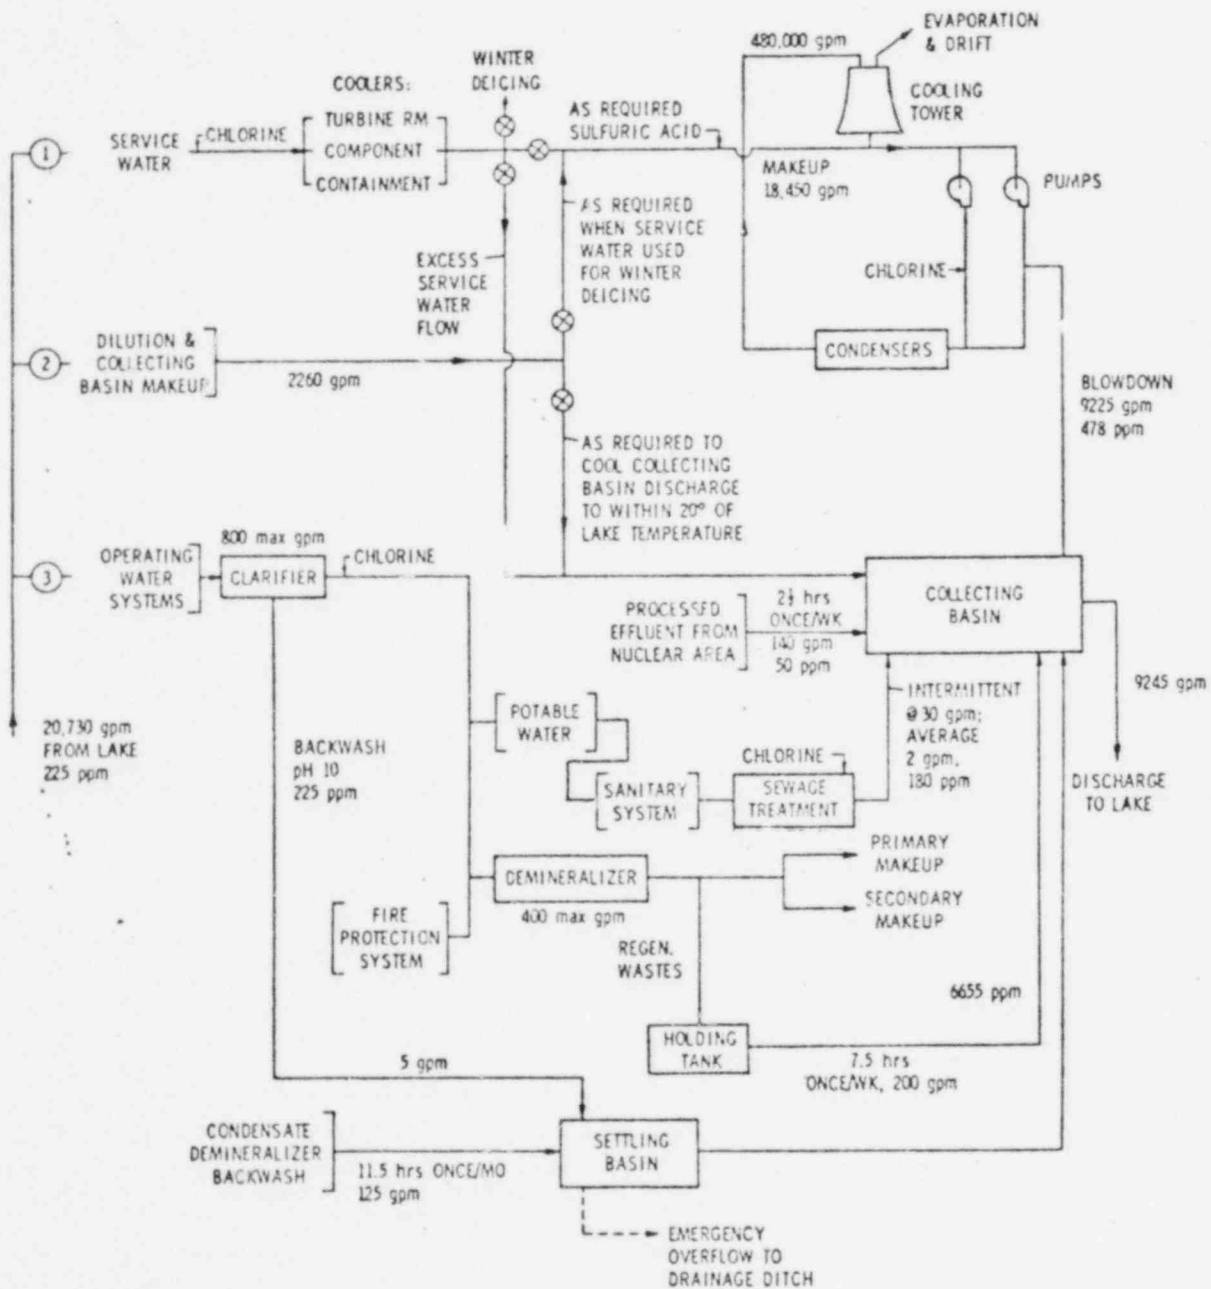 EVAPORATION
& DRIFT
480,000 gpm
WINTER
DEICING
COOLERS:
COOLING
TOWER
AS REQUIRED
SULFURIC ACID
1
SERVICE
WATER
CHLORINE
TURBINE RM
COMPONENT
CONTAINMENT
MAKEUP
18,450 gpm
PUMPS
AS REQUIRED
WHEN SERVICE
WATER USED
FOR WINTER
DEICING
EXCESS
SERVICE
WATER
FLOW
CHLORINE
2
DILUTION &
COLLECTING
BASIN MAKEUP
2260 gpm
CONDENSERS
BLOWDOWN
9225 gpm
478 ppm
AS REQUIRED TO
COOL COLLECTING
BASIN DISCHARGE
TO WITHIN 20° OF
LAKE TEMPERATURE
3
OPERATING
WATER
SYSTEMS
800 max gpm
CLARIFIER
CHLORINE
COLLECTING
BASIN
PROCESSED
EFFLUENT FROM
NUCLEAR AREA
2½ hrs
ONCE/WK
140 gpm
50 ppm
9245 gpm
INTERMITTENT
@ 30 gpm;
AVERAGE
2 gpm,
180 ppm
20,730 gpm
FROM LAKE
225 ppm
BACKWASH
pH 10
225 ppm
POTABLE
WATER
SANITARY
SYSTEM
CHLORINE
SEWAGE
TREATMENT
DISCHARGE
TO LAKE
PRIMARY
MAKEUP
DEMINERALIZER
400 max gpm
SECONDARY
MAKEUP
FIRE
PROTECTION
SYSTEM
REGEN.
WASTES
6655 ppm
HOLDING
TANK
7.5 hrs
ONCE/WK, 200 gpm
5 gpm
CONDENSATE
DEMINERALIZER
BACKWASH
11.5 hrs ONCE/MO
125 gpm
SETTLING
BASIN
EMERGENCY
OVERFLOW TO
DRAINAGE DITCH